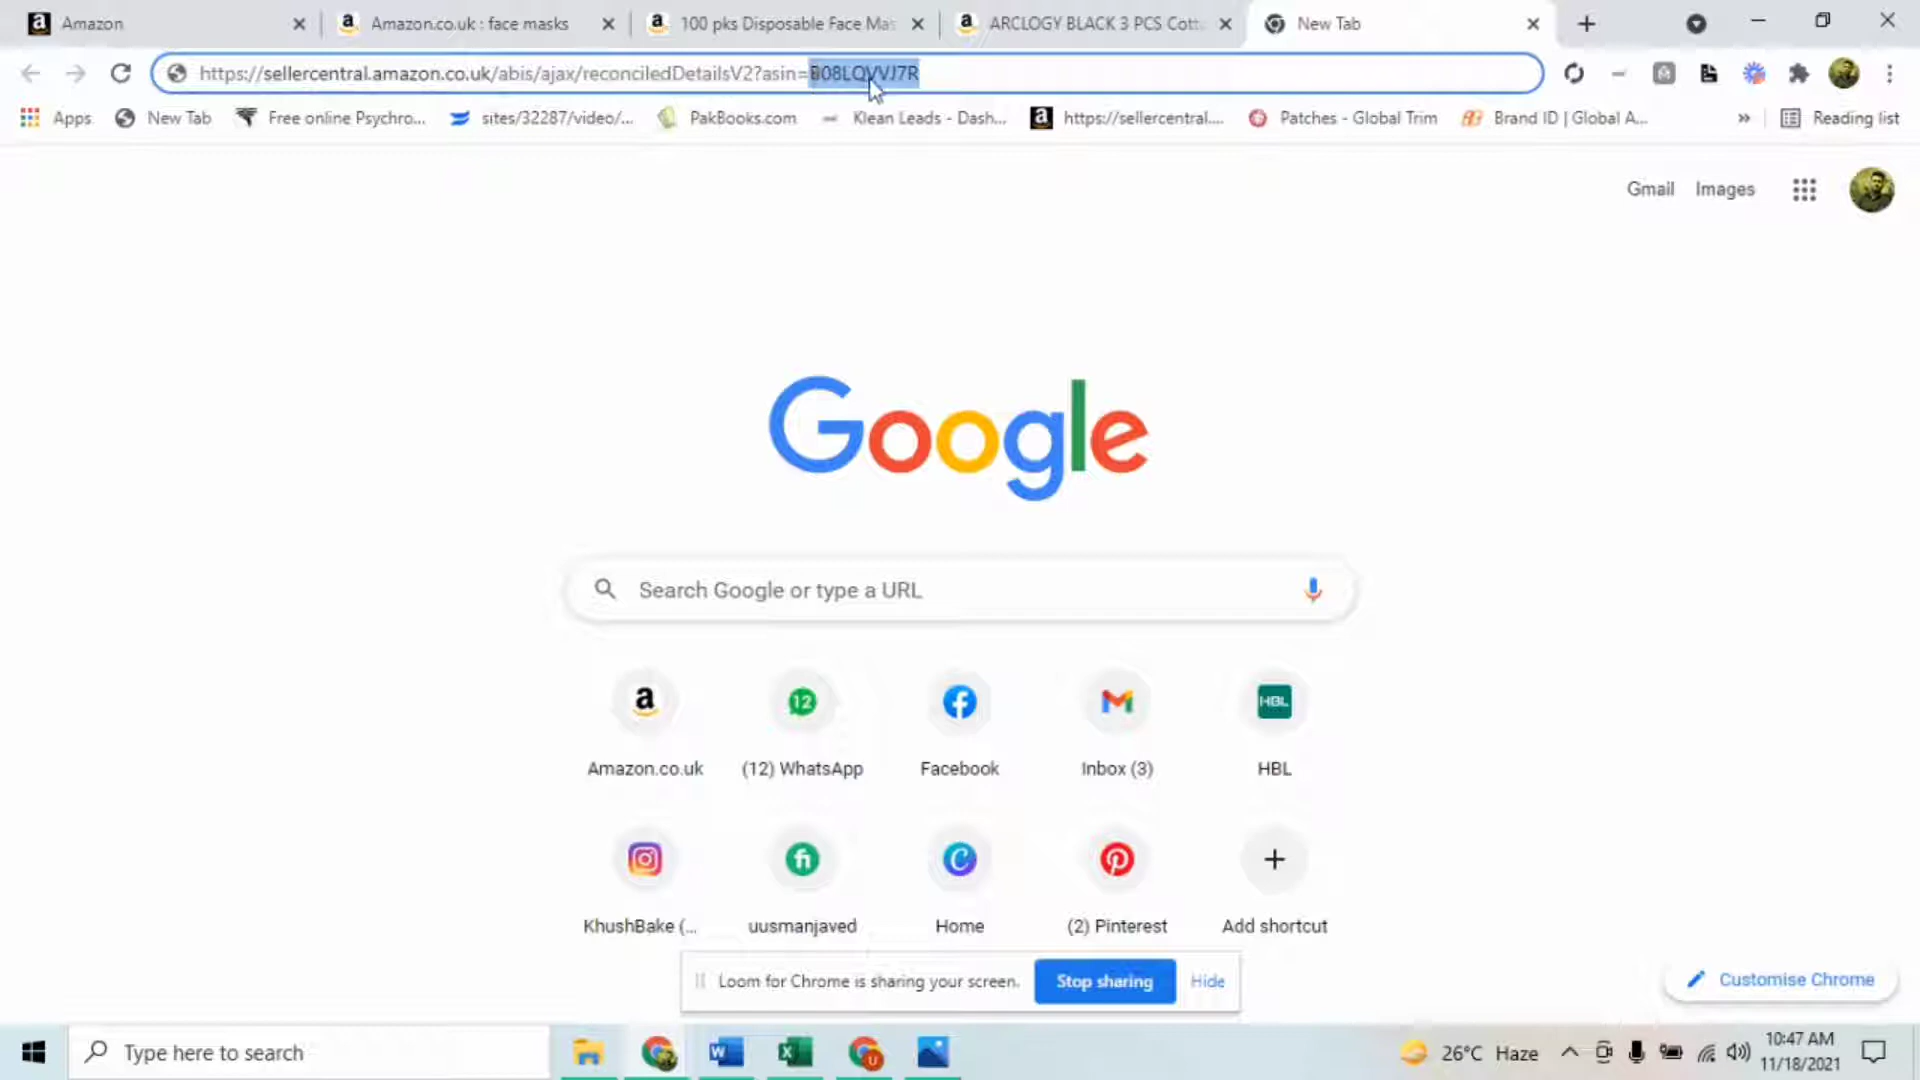 Amazon
Amazon.co.uk : face masks
100 pks Disposable Face Mas
ARCLOGY BLACK 3 PCS Cott
New Tab
https://sellercentral.amazon.co.uk/abis/ajax/reconciledDetailsV2?asin=B08LQVVJ7R
Apps
New Tab
Free online Psychro...
sites/32287/video/...
PakBooks.com
Klean Leads - Dash...
https://sellercentral....
Patches - Global Trim
Brand ID | Global A...
»
Reading list
Gmail
Images
Google
Search Google or type a URL
Amazon.co.uk
12
(12) WhatsApp
Facebook
Inbox (3)
HBL
HBL
KhushBake (...
uusmanjaved
Home
(2) Pinterest
Add shortcut
Loom for Chrome is sharing your screen.
Stop sharing
Hide
Customise Chrome
Type here to search
26°C Haze
10:47 AM
11/18/2021